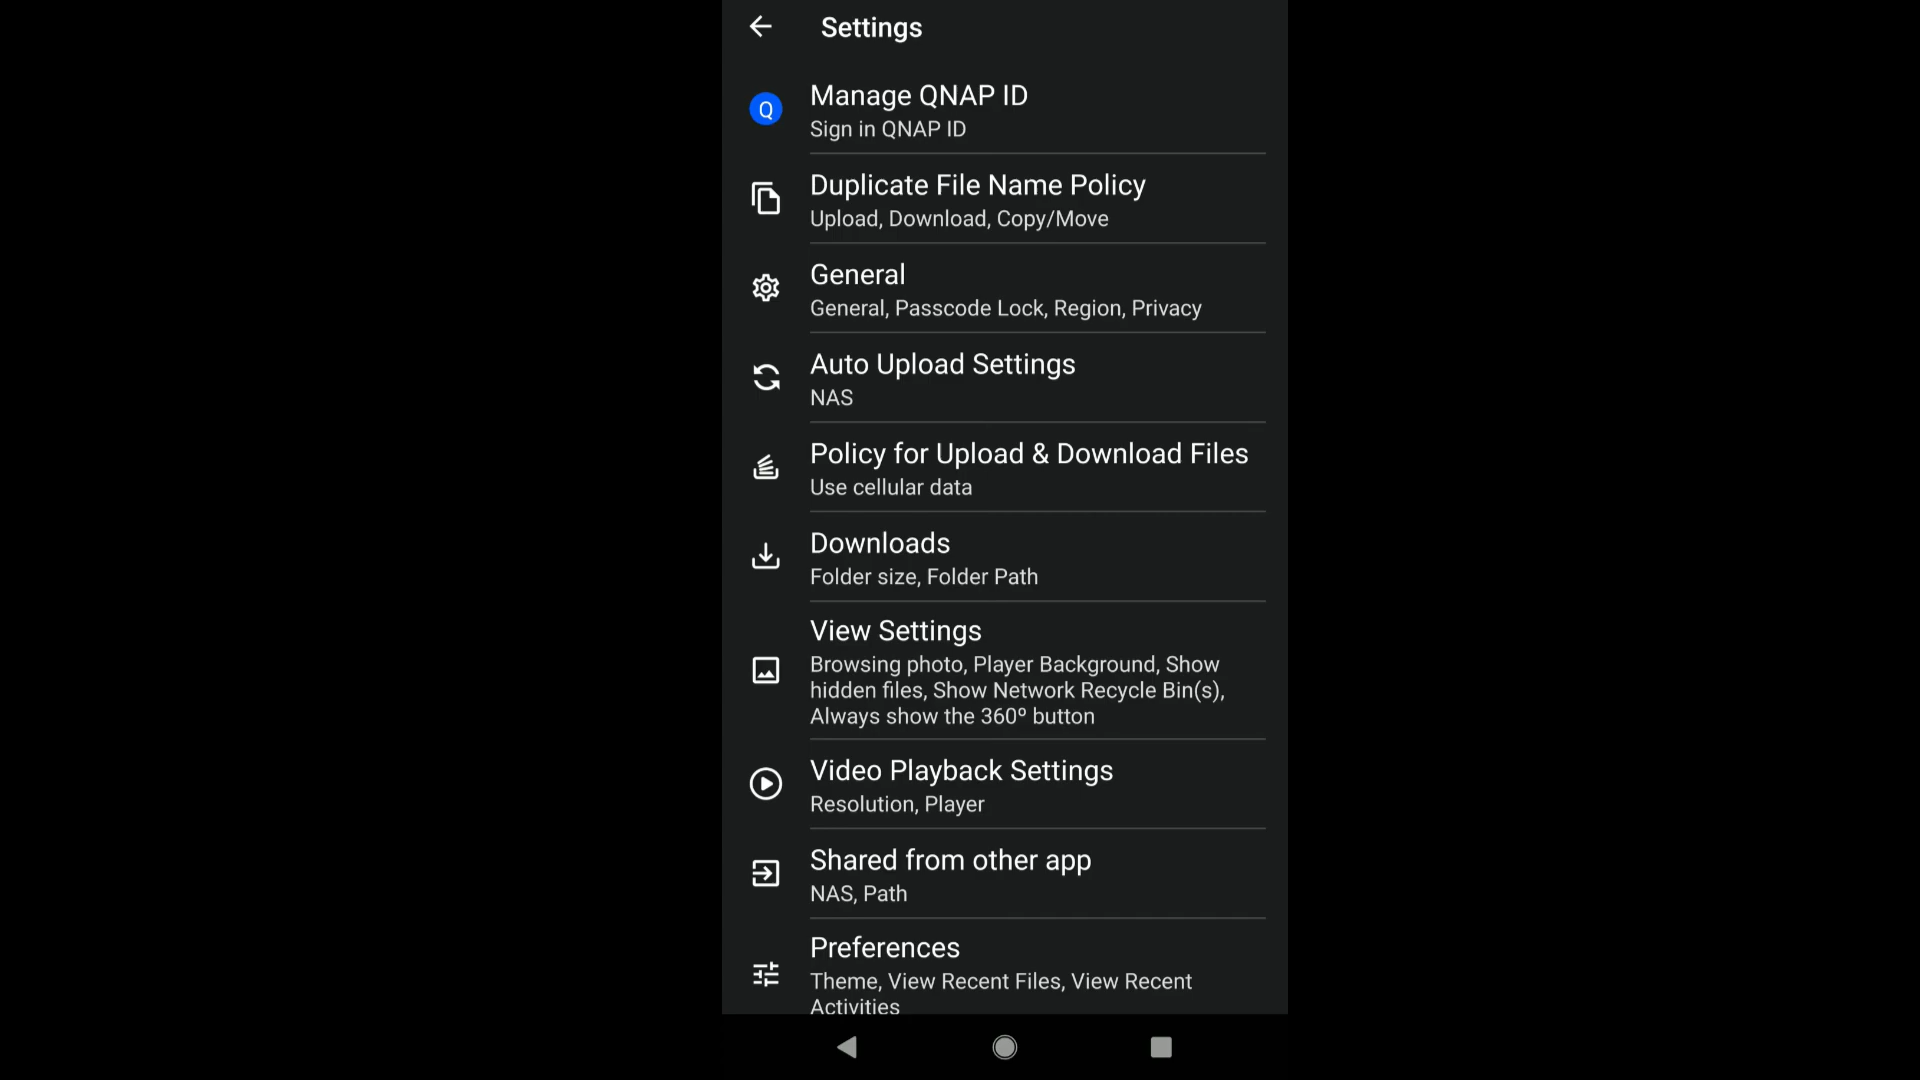 Settings
Q
Manage QNAP ID
Sign in QNAP ID
Duplicate File Name Policy
Upload, Download, Copy/Move
General
General, Passcode Lock, Region, Privacy
Auto Upload Settings
NAS
Policy for Upload & Download Files
Use cellular data
Downloads
Folder size, Folder Path
View Settings
Browsing photo, Player Background, Show
hidden files, Show Network Recycle Bin(s),
Always show the 360º button
Video Playback Settings
Resolution, Player
Shared from other app
NAS, Path
Preferences
Theme, View Recent Files, View Recent
Activities